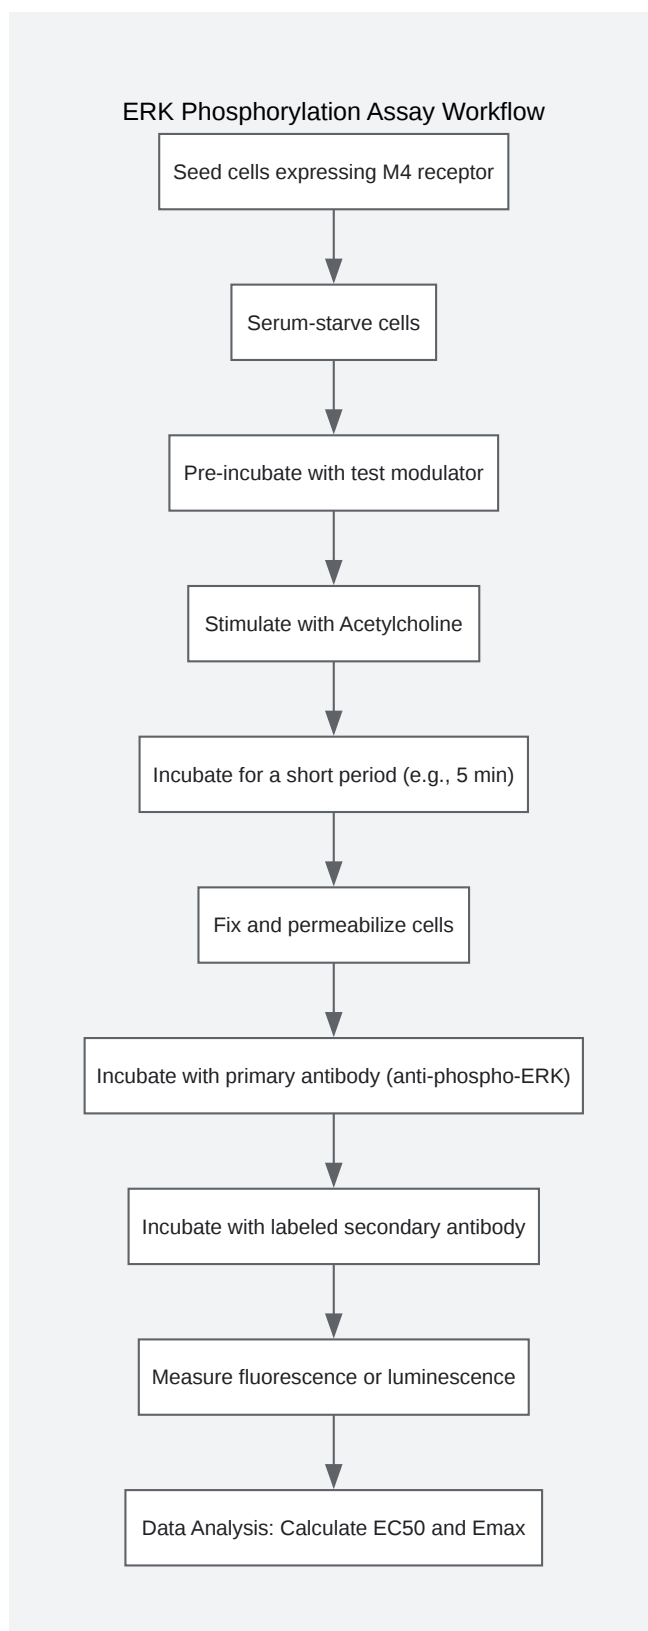 ERK Phosphorylation Assay Workflow
Seed cells expressing M4 receptor
Serum-starve cells
Pre-incubate with test modulator
Stimulate with Acetylcholine
Incubate for a short period (e.g., 5 min)
Fix and permeabilize cells
Incubate with primary antibody (anti-phospho-ERK)
Incubate with labeled secondary antibody
Measure fluorescence or luminescence
Data Analysis: Calculate EC50 and Emax